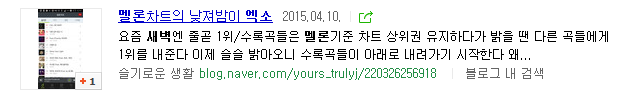 멜론차트의 낮져밤이 엑소 2015.04.10.
요즘 새벽엔 줄곧 1위/수록곡들은 멜론기준 차트 상위권 유지하다가 밝을 땐 다른 곡들에게
1위를 내준다 이제 슬슬 밝아오니 수록곡들이 아래로 내려가기 시작한다 왜...
슬기로운 생활 blog.naver.com/yours_trulyj/220326256918 블로그 내 검색
+1